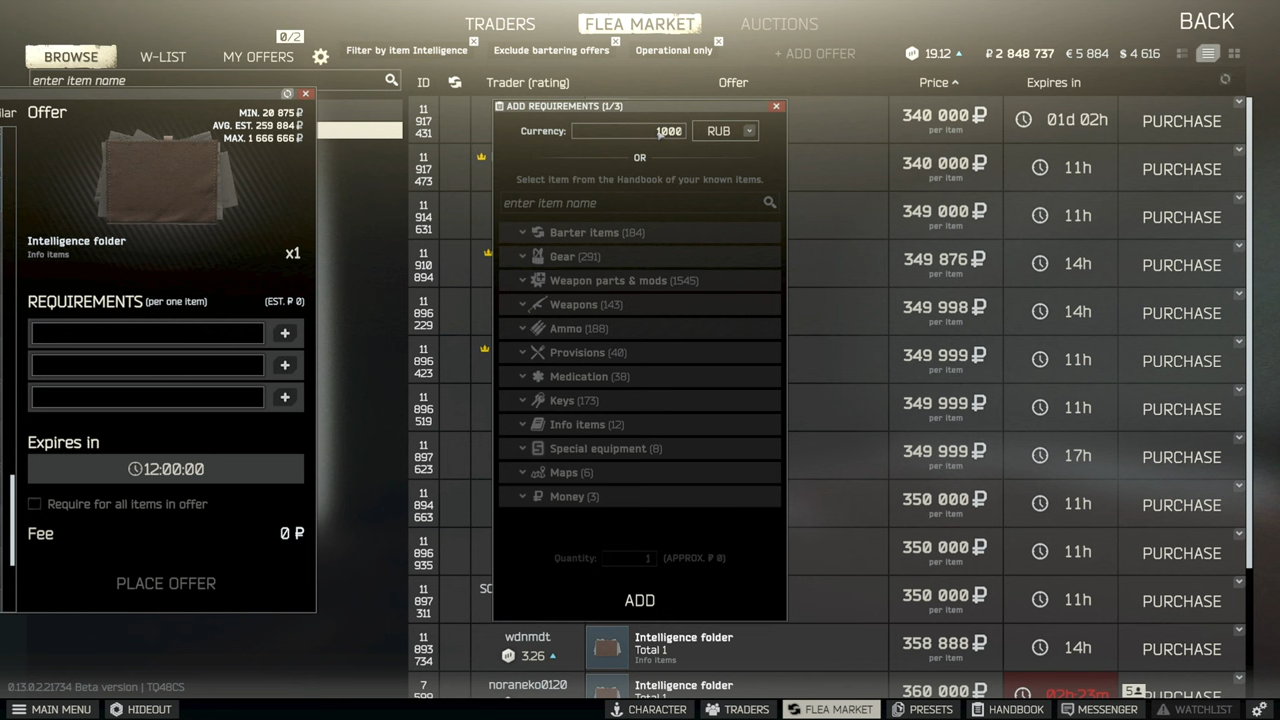 TRADERS
FLEA MARKET
AUCTIONS
BACK
0/2
BROWSE
W-LIST
MY OFFERS
Filter by item Intelligence
Exclude bartering offers
Operational only
+ ADD OFFER
19.12
₽ 2 848 737
€ 5 884
$ 4 616
enter item name
ID
Trader (rating)
Offer
Price
Expires in
ilar
Offer
MIN. 20 875 ₽
AVG. EST. 259 884 ₽
MAX. 1 666 666 ₽
Intelligence folder
Info items
x1
REQUIREMENTS (per one item)
(EST. ₽ 0)
+
+
+
Expires in
12:00:00
Require for all items in offer
Fee
0 ₽
PLACE OFFER
ADD REQUIREMENTS (1/3)
Currency:
1000
RUB
OR
Select item from the Handbook of your known items.
enter item name
Barter items (184)
Gear (291)
Weapon parts & mods (1545)
Weapons (143)
Ammo (188)
Provisions (40)
Medication (38)
Keys (173)
Info items (12)
Special equipment (8)
Maps (6)
Money (3)
Quantity:
1
(APPROX. ₽ 0)
ADD
11
917
431
340 000 ₽
per item
01d 02h
PURCHASE
11
917
473
340 000 ₽
per item
11h
PURCHASE
11
914
631
349 000 ₽
per item
11h
PURCHASE
11
910
894
349 876 ₽
per item
14h
PURCHASE
11
896
229
349 998 ₽
per item
14h
PURCHASE
11
896
423
349 999 ₽
per item
11h
PURCHASE
11
896
519
349 999 ₽
per item
11h
PURCHASE
11
897
623
349 999 ₽
per item
17h
PURCHASE
11
894
663
350 000 ₽
per item
11h
PURCHASE
11
896
935
350 000 ₽
per item
11h
PURCHASE
11
897
311
350 000 ₽
per item
11h
PURCHASE
11
893
734
wdnmdt
3.26
Intelligence folder
Total 1
Info items
358 888 ₽
per item
14h
PURCHASE
7
noraneko0120
Intelligence folder
Total 1
360 000 ₽
02h:23m
5
PURCHASE
0.13.0.2.21734 Beta version | TQ48CS
MAIN MENU
HIDEOUT
CHARACTER
TRADERS
FLEA MARKET
PRESETS
HANDBOOK
MESSENGER
WATCHLIST